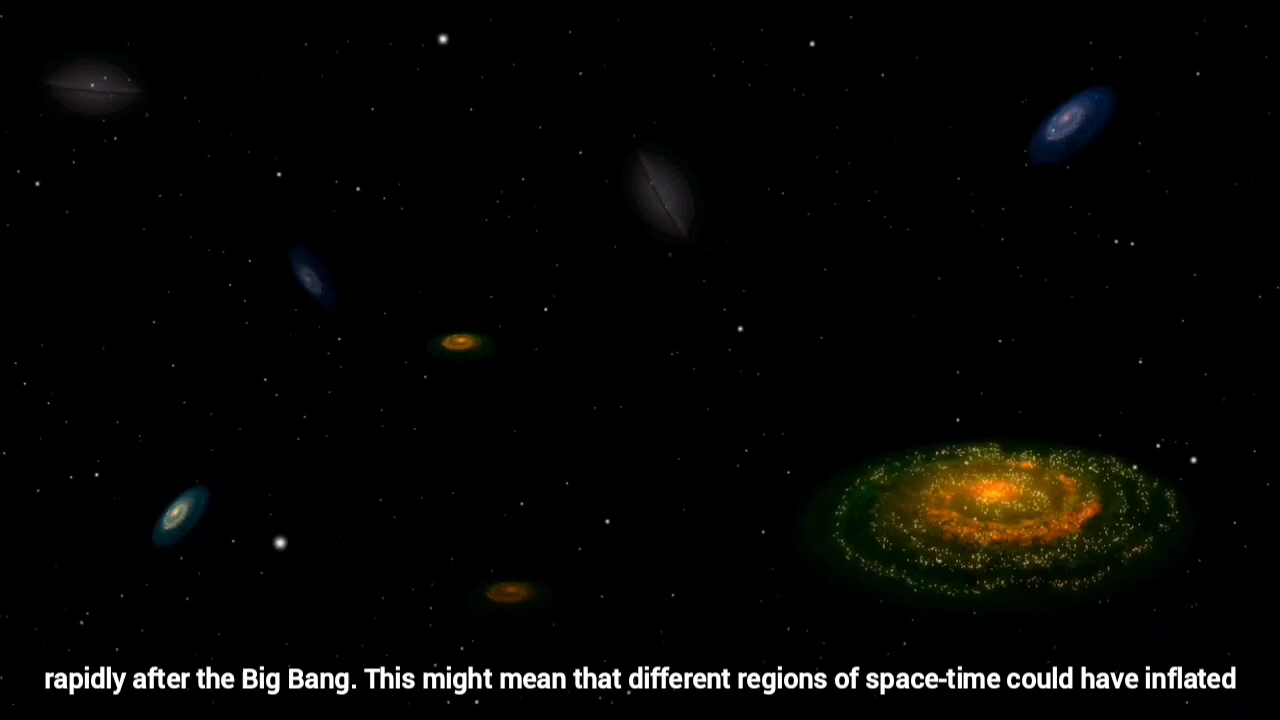 rapidly after the Big Bang. This might mean that different regions of space-time could have inflated